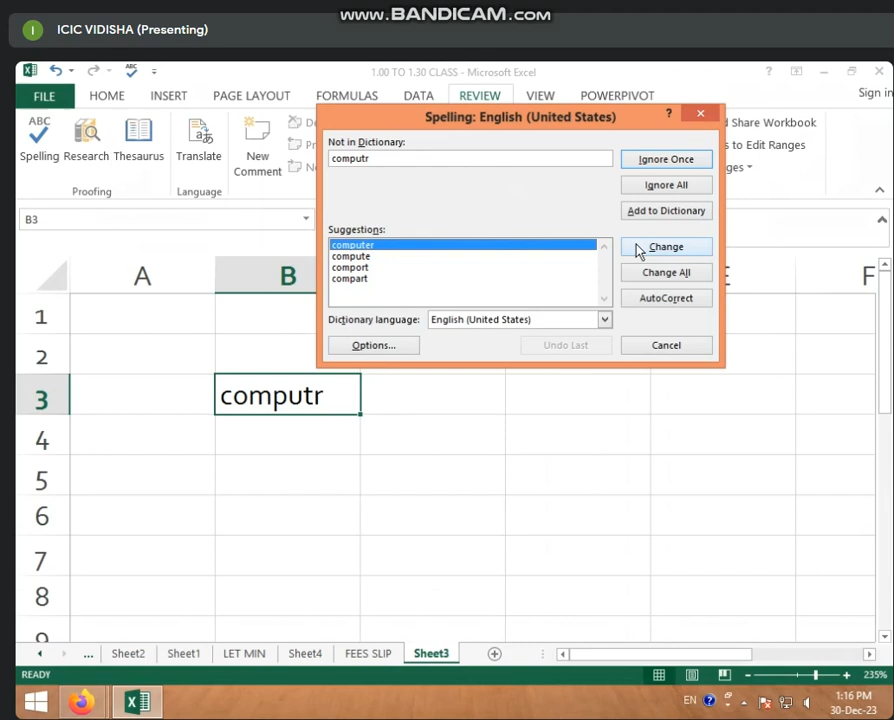 WWW.BANDICAM.COM
I ICIC VIDISHA (Presenting)
1.00 TO 1.30 CLASS - Microsoft Excel
FILE HOME INSERT PAGE LAYOUT FORMULAS DATA REVIEW VIEW POWERPIVOT Sign in
Spelling: English (United States)
ABC
Spelling Research Thesaurus
Translate
New
Comment
Proofing
Language
d Share Workbook
to Edit Ranges
ges
Not in Dictionary:
computr
Ignore Once
Ignore All
Add to Dictionary
Suggestions:
computer
compute
comport
compart
Change
Change All
AutoCorrect
Dictionary language: English (United States)
Options... Undo Last Cancel
B3
A B F
1
2
3 computr
4
5
6
7
8
9
... Sheet2 Sheet1 LET MIN Sheet4 FEES SLIP Sheet3
READY 235%
EN 1:16 PM
30-Dec-23